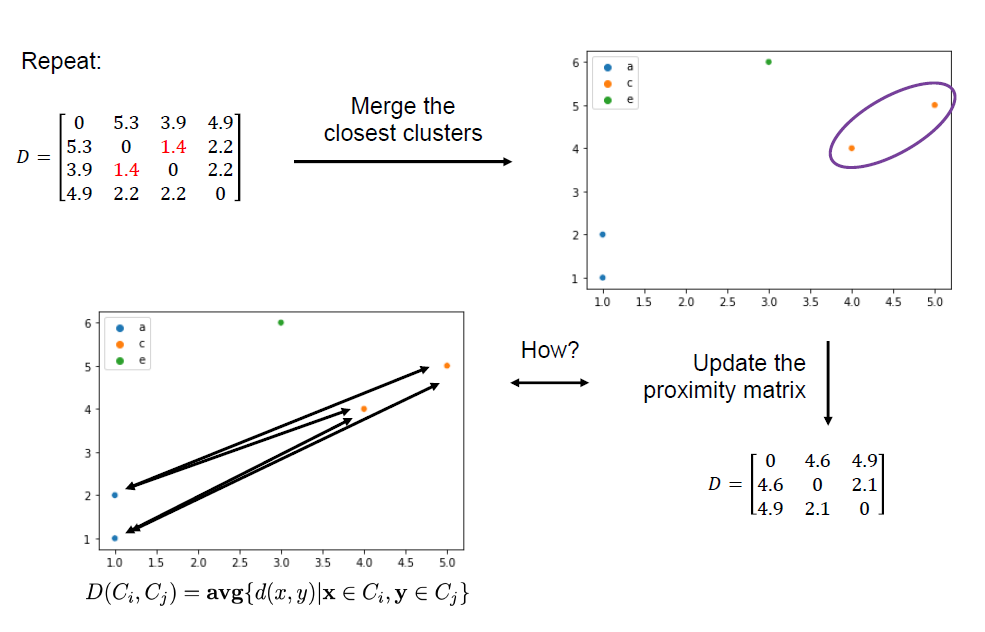 Repeat:
D =
0 5.3 3.9 4.9
5.3 0 1.4 2.2
3.9 1.4 0 2.2
4.9 2.2 2.2 0
Merge the
closest clusters
a
c
e
6
5
4
3
2
1
1.0 1.5 2.0 2.5 3.0 3.5 4.0 4.5 5.0
a
c
e
6
5
4
3
2
1
1.0 1.5 2.0 2.5 3.0 3.5 4.0 4.5 5.0
D(C_i, C_j) = avg{d(x, y)|x ∈ C_i, y ∈ C_j}
How?
Update the
proximity matrix
D =
0 4.6 4.9
4.6 0 2.1
4.9 2.1 0